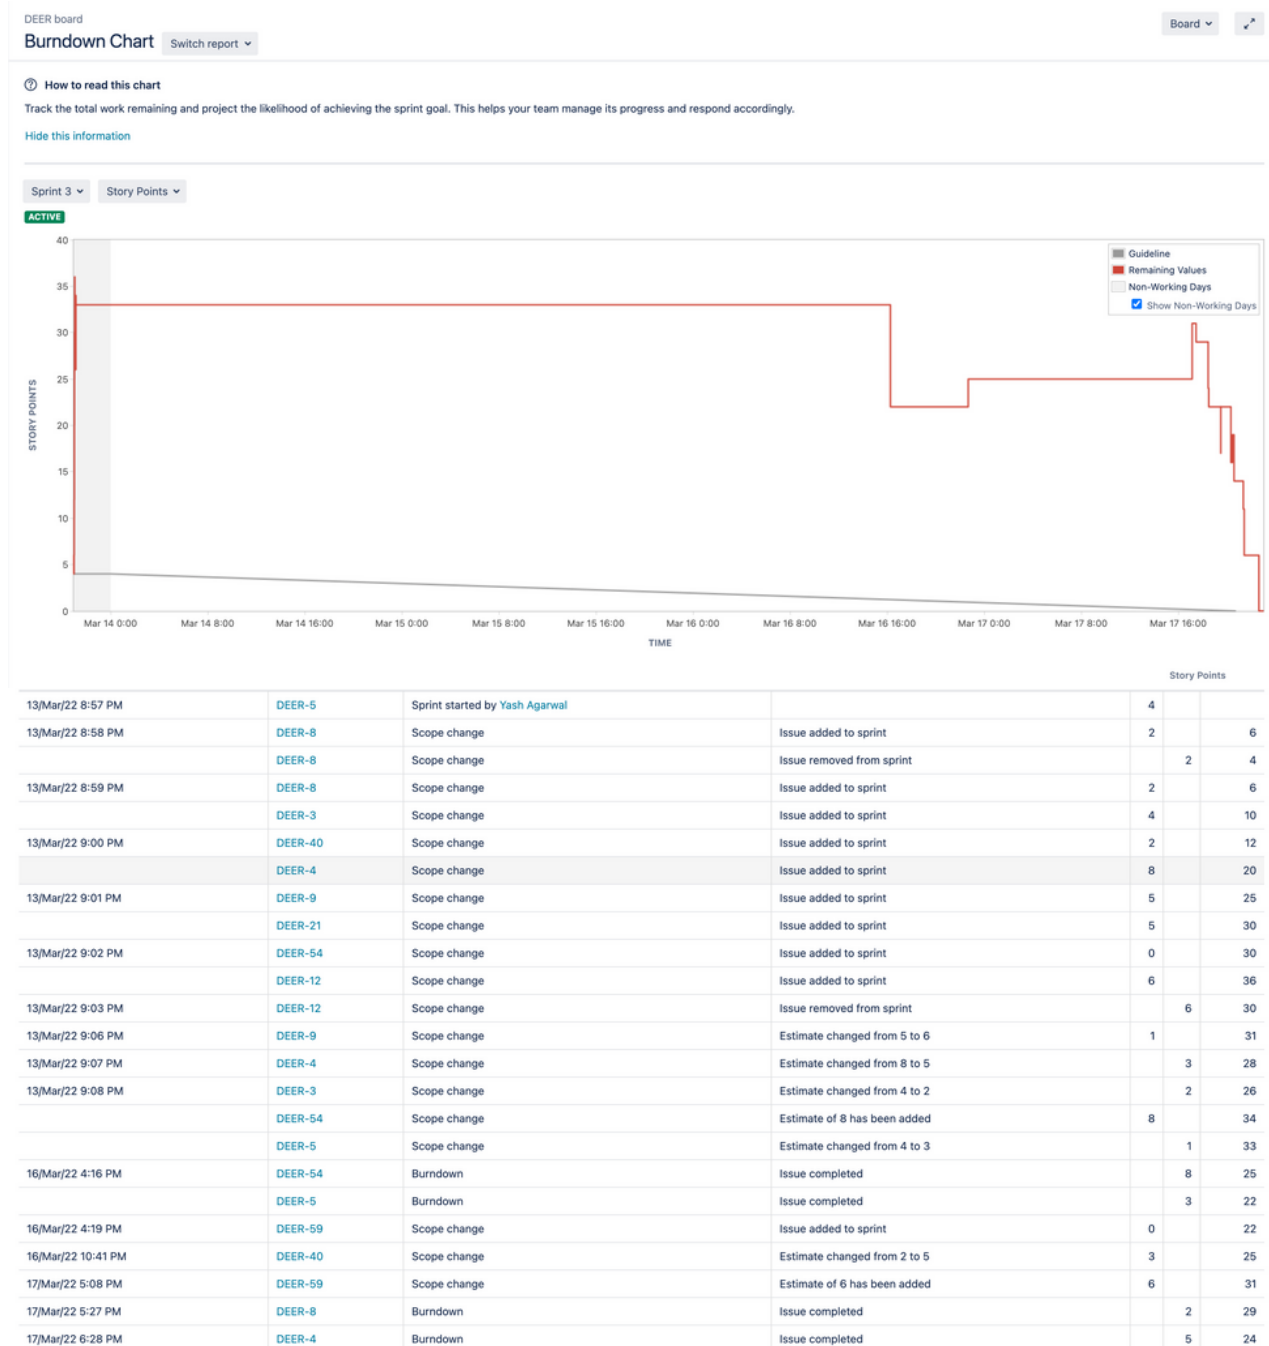 DEER board
Board
Burndown Chart Switch report
How to read this chart
Track the total work remaining and project the likelihood of achieving the sprint goal. This helps your team manage its progress and respond accordingly.
Hide this information
Sprint 3 Story Points
ACTIVE
40
35
30
25
20
15
10
5
0
STORY POINTS
Guideline
Remaining Values
Non-Working Days
Show Non-Working Days
Mar 14 0:00 Mar 14 8:00 Mar 14 16:00 Mar 15 0:00 Mar 15 8:00 Mar 15 16:00 Mar 16 0:00 Mar 16 8:00 Mar 16 16:00 Mar 17 0:00 Mar 17 8:00 Mar 17 16:00
TIME
Story Points
13/Mar/22 8:57 PM DEER-5 Sprint started by Yash Agarwal 4
13/Mar/22 8:58 PM DEER-8 Scope change Issue added to sprint 2 6
DEER-8 Scope change Issue removed from sprint 2 4
13/Mar/22 8:59 PM DEER-8 Scope change Issue added to sprint 2 6
DEER-3 Scope change Issue added to sprint 4 10
13/Mar/22 9:00 PM DEER-40 Scope change Issue added to sprint 2 12
DEER-4 Scope change Issue added to sprint 8 20
13/Mar/22 9:01 PM DEER-9 Scope change Issue added to sprint 5 25
DEER-21 Scope change Issue added to sprint 5 30
13/Mar/22 9:02 PM DEER-54 Scope change Issue added to sprint 0 30
DEER-12 Scope change Issue added to sprint 6 36
13/Mar/22 9:03 PM DEER-12 Scope change Issue removed from sprint 6 30
13/Mar/22 9:06 PM DEER-9 Scope change Estimate changed from 5 to 6 1 31
13/Mar/22 9:07 PM DEER-4 Scope change Estimate changed from 8 to 5 3 28
13/Mar/22 9:08 PM DEER-3 Scope change Estimate changed from 4 to 2 2 26
DEER-54 Scope change Estimate of 8 has been added 8 34
DEER-5 Scope change Estimate changed from 4 to 3 1 33
16/Mar/22 4:16 PM DEER-54 Burndown Issue completed 8 25
DEER-5 Burndown Issue completed 3 22
16/Mar/22 4:19 PM DEER-59 Scope change Issue added to sprint 0 22
16/Mar/22 10:41 PM DEER-40 Scope change Estimate changed from 2 to 5 3 25
17/Mar/22 5:08 PM DEER-59 Scope change Estimate of 6 has been added 6 31
17/Mar/22 5:27 PM DEER-8 Burndown Issue completed 2 29
17/Mar/22 6:28 PM DEER-4 Burndown Issue completed 5 24